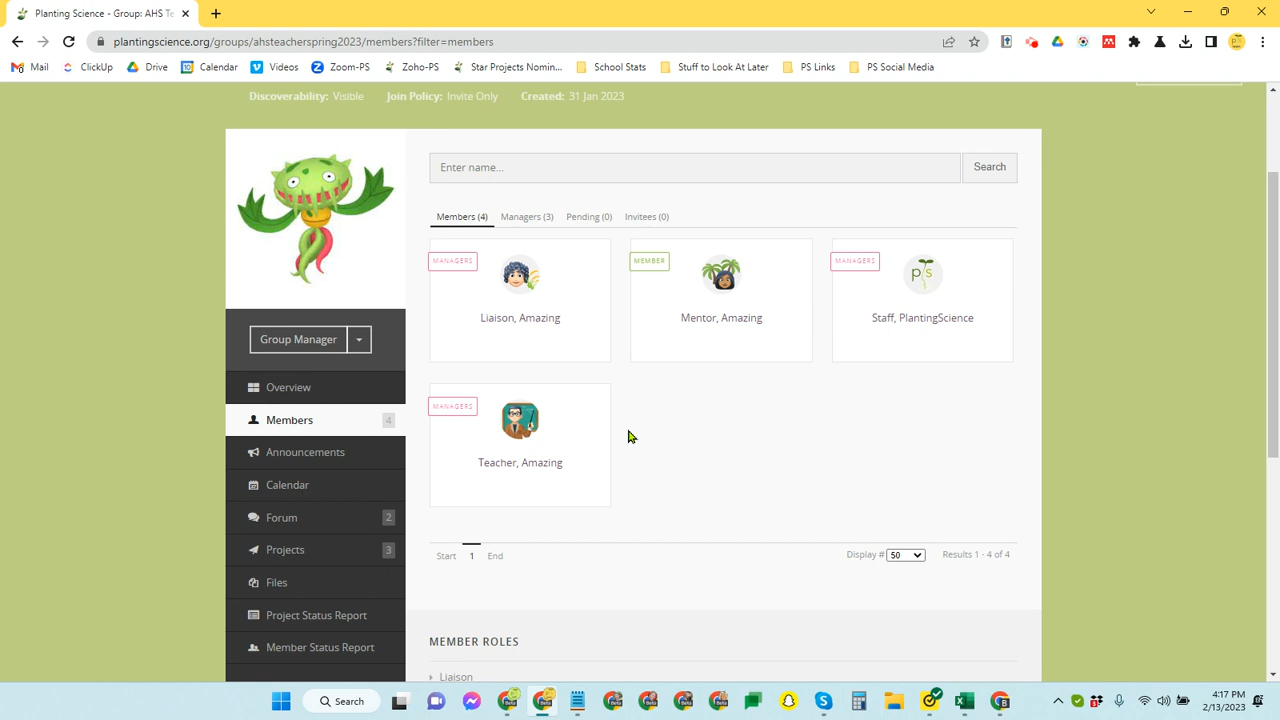 Planting Science - Group: AHS Te
plantingscience.org/groups/ahsteacherspring2023/members?filter=members
Mail ClickUp Drive Calendar Videos Zoom-PS Zoho-PS Star Projects Nomin... School Stats Stuff to Look At Later PS Links PS Social Media
Discoverability: Visible Join Policy: Invite Only Created: 31 Jan 2023
Enter name... Search
Members (4) Managers (3) Pending (0) Invitees (0)
MANAGERS MEMBER MANAGERS
ps
Liaison, Amazing Mentor, Amazing Staff, PlantingScience
Group Manager
Overview
MANAGERS
Members 4
Announcements
Teacher, Amazing
Calendar
Forum 2
Projects 3
Start 1 End Display # 50 Results 1 - 4 of 4
Files
Project Status Report
Member Status Report
MEMBER ROLES
Liaison
Search
4:17 PM
2/13/2023